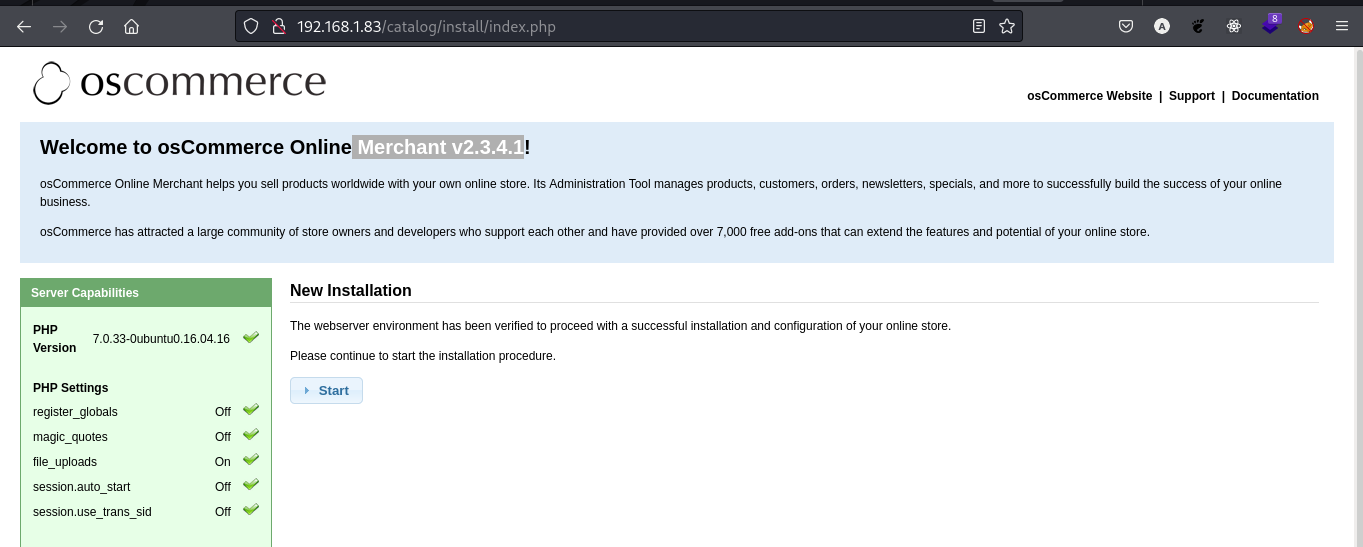 192.168.1.83/catalog/install/index.php
A
8
oscommerce
osCommerce Website | Support | Documentation
Welcome to osCommerce Online Merchant v2.3.4.1!
osCommerce Online Merchant helps you sell products worldwide with your own online store. Its Administration Tool manages products, customers, orders, newsletters, specials, and more to successfully build the success of your online
business.
osCommerce has attracted a large community of store owners and developers who support each other and have provided over 7,000 free add-ons that can extend the features and potential of your online store.
Server Capabilities
PHP
Version
7.0.33-0ubuntu0.16.04.16
PHP Settings
register_globals Off
magic_quotes Off
file_uploads On
session.auto_start Off
session.use_trans_sid Off
New Installation
The webserver environment has been verified to proceed with a successful installation and configuration of your online store.
Please continue to start the installation procedure.
Start